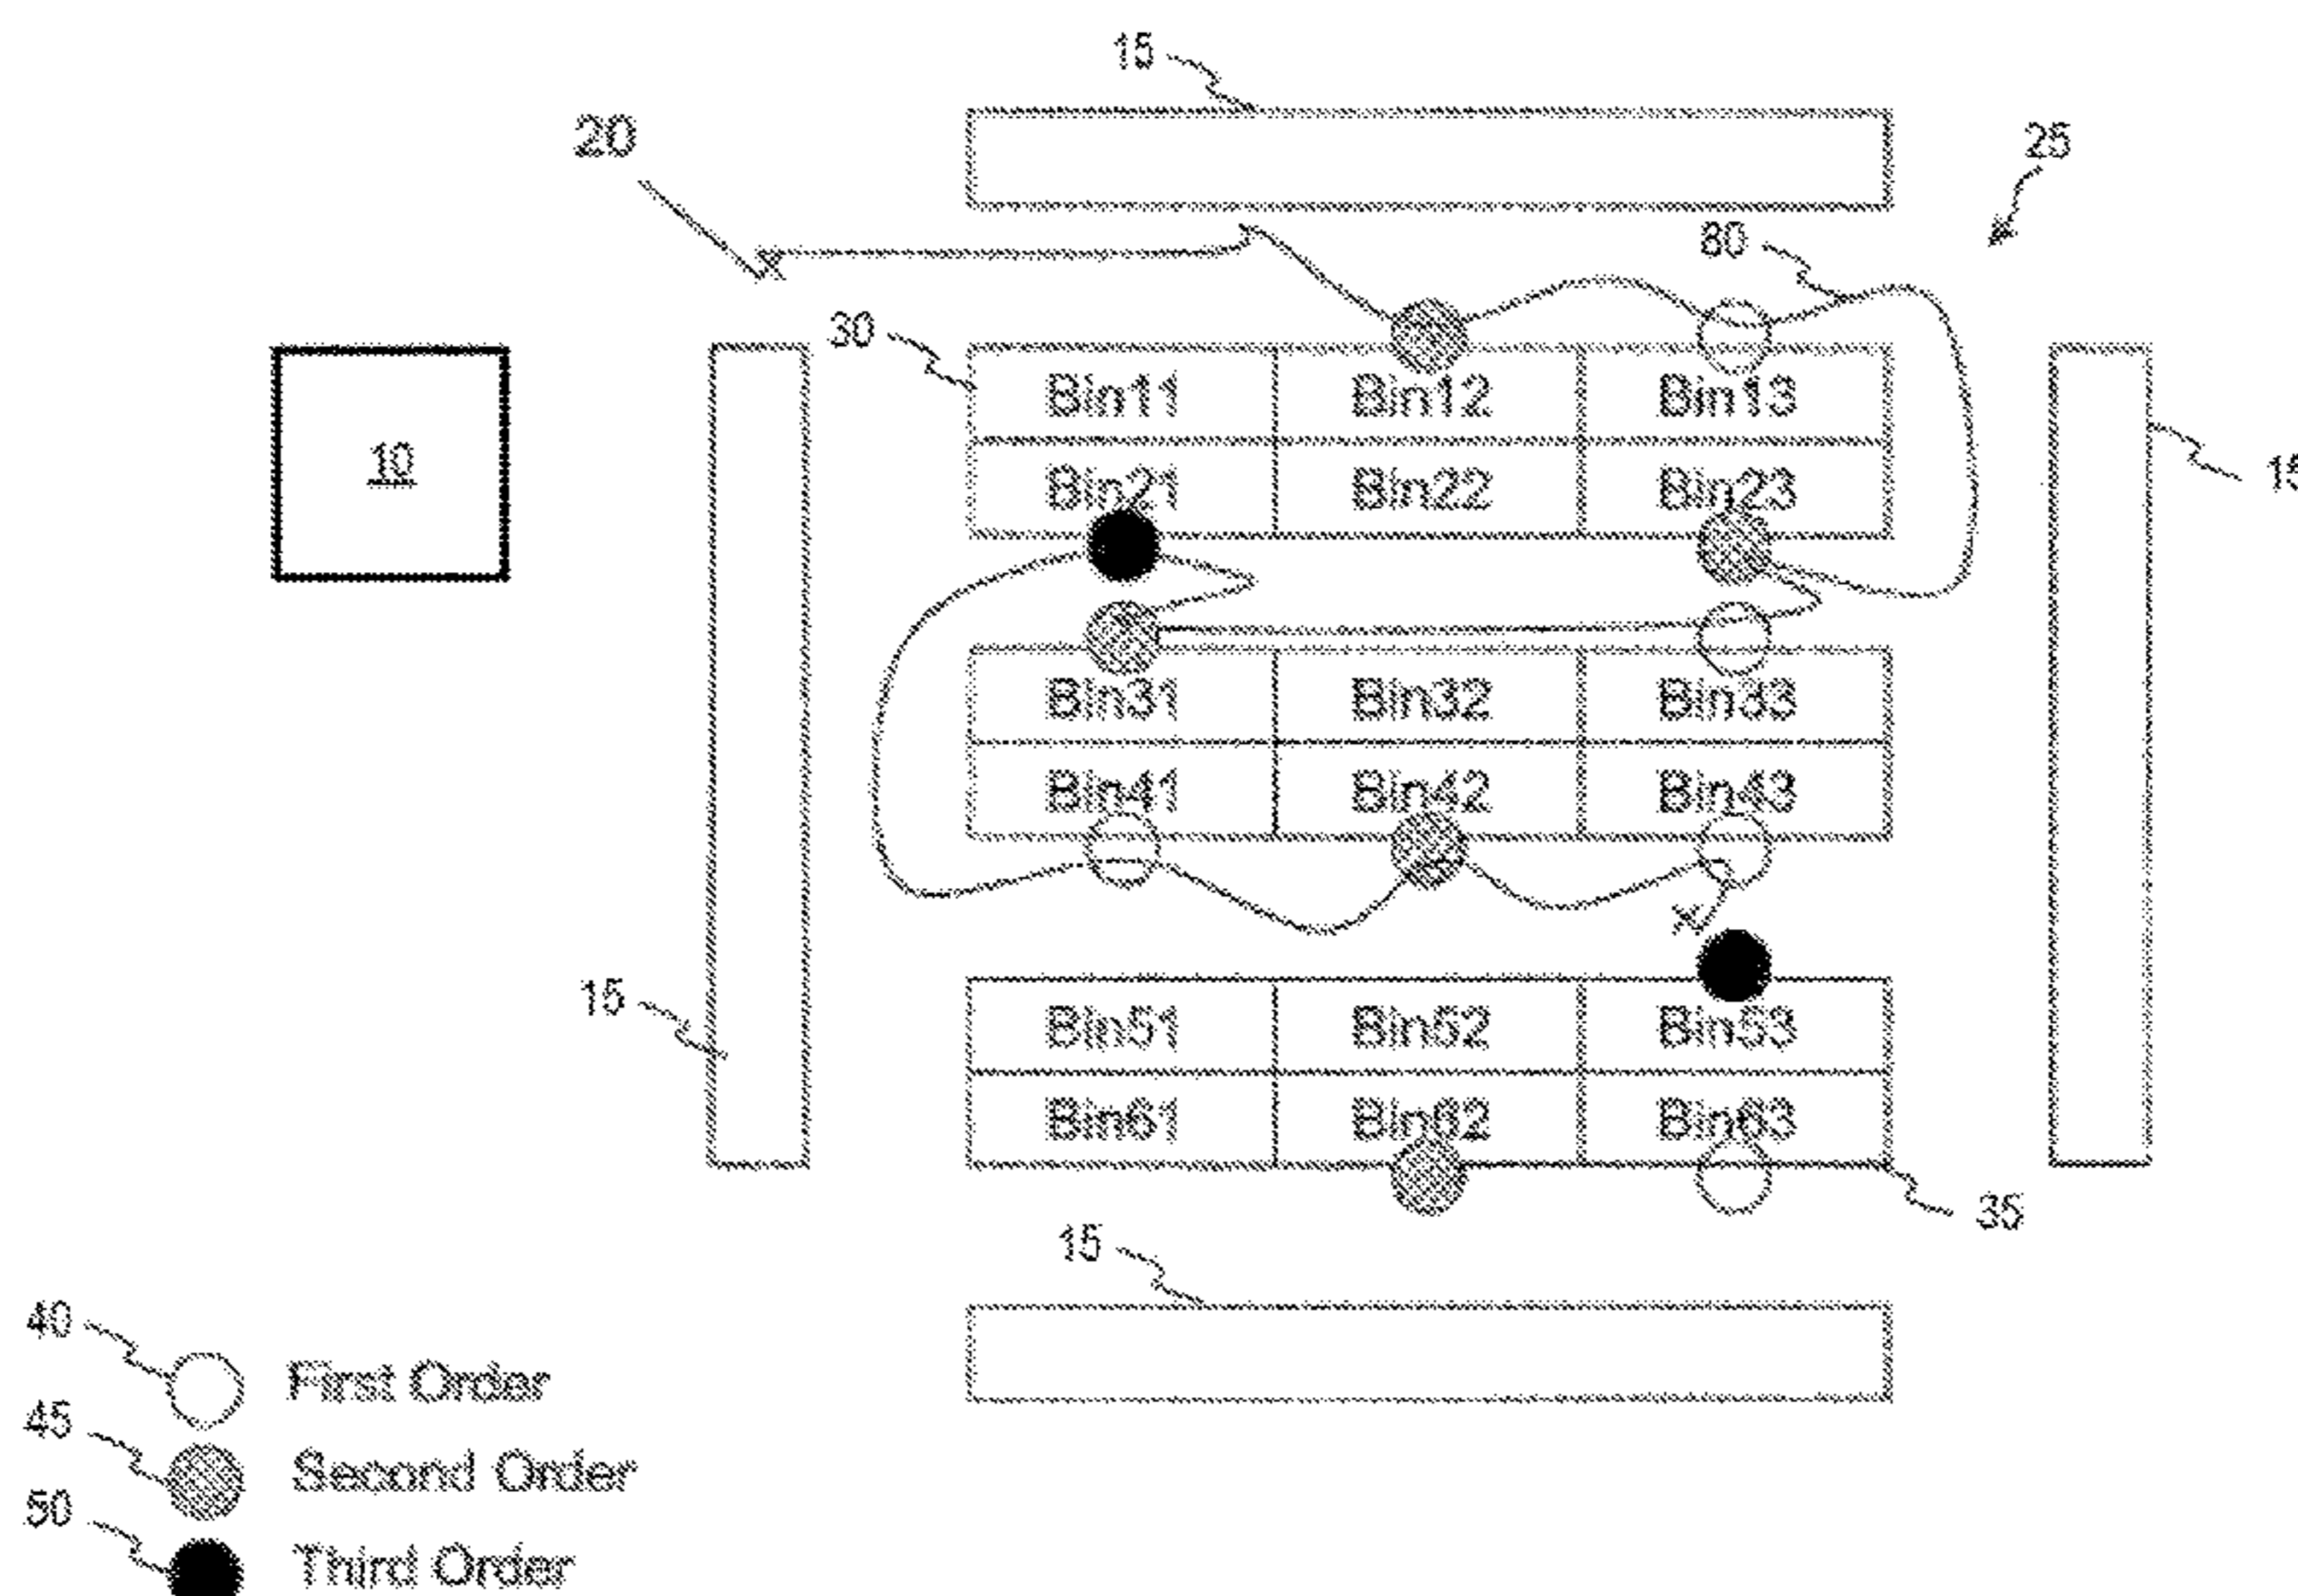 15
20
25
80
30
Bin11 Bin12 Bin13
10
Bin21 Bin22 Bin23
15
Bin31 Bin32 Bin33
Bin41 Bin42 Bin43
15
Bin51 Bin52 Bin53
Bin61 Bin62 Bin63
35
15
40
First Order
45
Second Order
50
Third Order